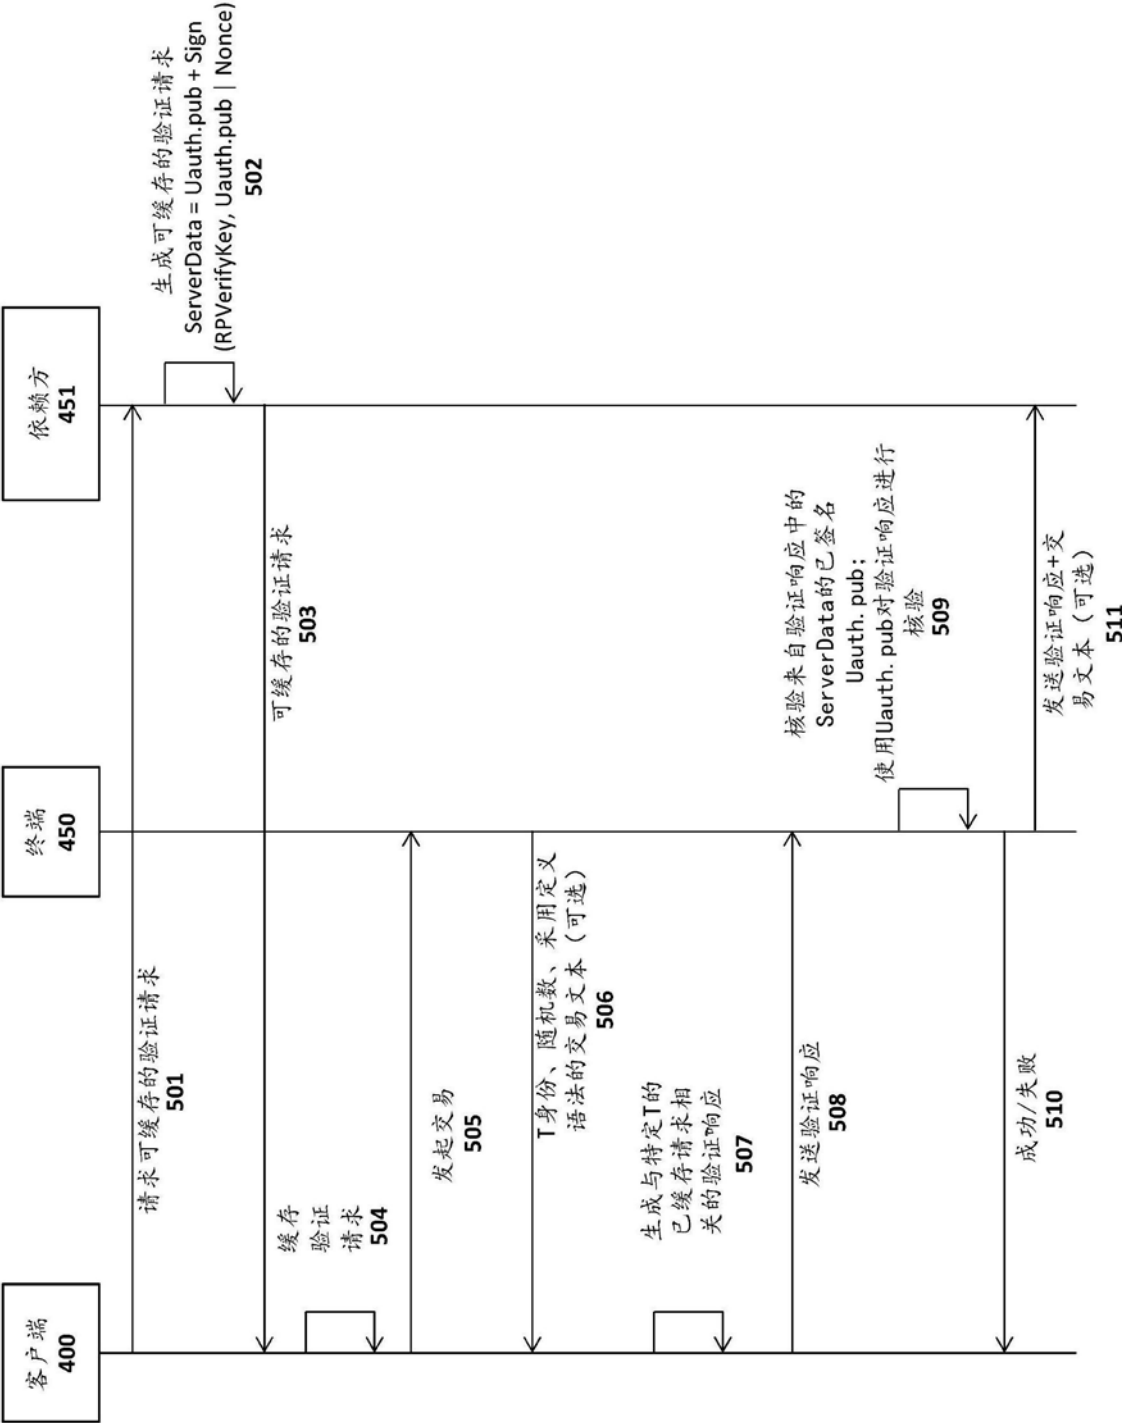 客户端
400
终端
450
依赖方
451
请求可缓存的验证请求
501
生成可缓存的验证请求
ServerData = Uauth.pub + Sign
(RPVerifyKey, Uauth.pub | Nonce)
502
可缓存的验证请求
503
缓存
验证
请求
504
发起交易
505
T身份、随机数、采用定义
语法的交易文本（可选）
506
生成与特定T的
已缓存请求相
关的验证响应
507
发送验证响应
508
核验来自验证响应中的
ServerData的已签名
Uauth.pub;
使用Uauth.pub对验证响应进行
核验
509
成功/失败
510
发送验证响应+交
易文本（可选）
511